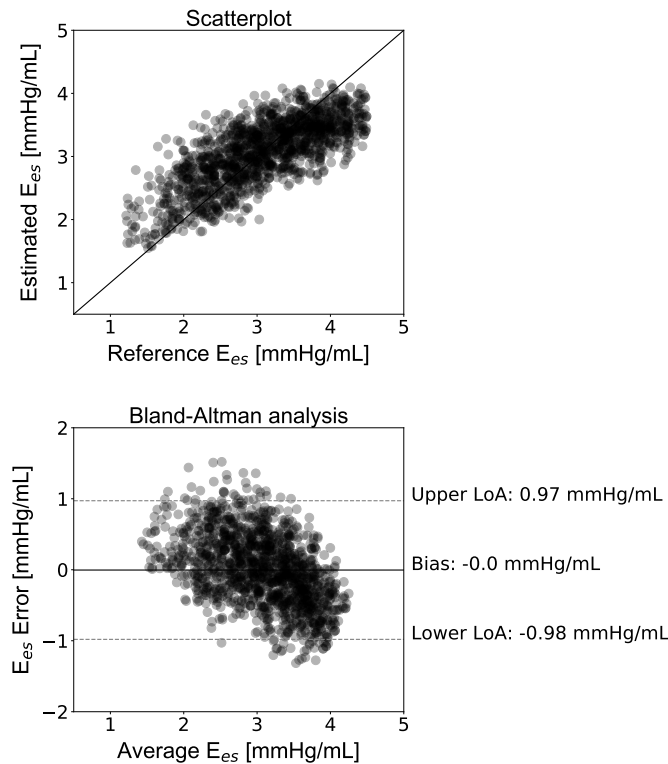 Scatterplot
5
4
3
2
1
Estimated E_es [mmHg/mL]
1 2 3 4 5
Reference E_es [mmHg/mL]
Bland-Altman analysis
2
1
0
−1
−2
E_es Error [mmHg/mL]
Upper LoA: 0.97 mmHg/mL
Bias: -0.0 mmHg/mL
Lower LoA: -0.98 mmHg/mL
1 2 3 4 5
Average E_es [mmHg/mL]